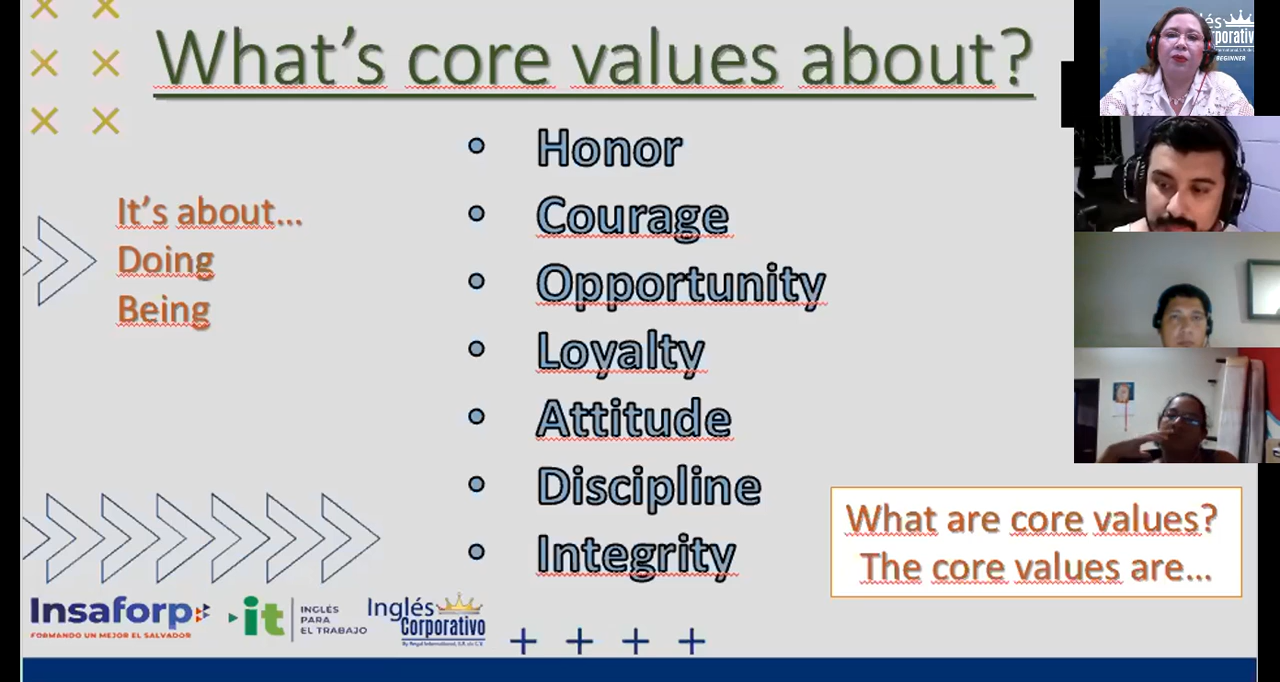 What's core values about?
Honor
Courage
Opportunity
Loyalty
Attitude
Discipline
Integrity
It's about...
Doing
Being
What are core values?
The core values are...
Insaforp
FORMANDO UN MEJOR EL SALVADOR
it
INGLÉS
PARA
EL TRABAJO
Inglés
Corporativo
BEGINNER